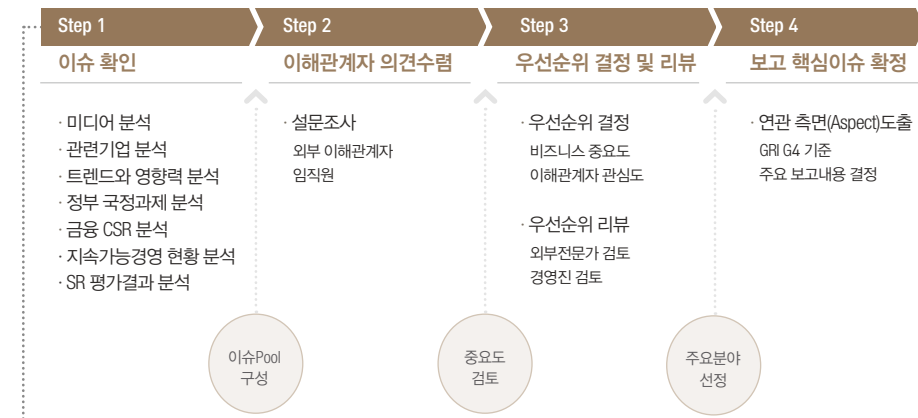 Step 1
이슈 확인
· 미디어 분석
· 관련기업 분석
· 트렌드와 영향력 분석
· 정부 국정과제 분석
· 금융 CSR 분석
· 지속가능경영 현황 분석
· SR 평가결과 분석
이슈Pool
구성
Step 2
이해관계자 의견수렴
· 설문조사
외부 이해관계자
임직원
중요도
검토
Step 3
우선순위 결정 및 리뷰
· 우선순위 결정
비즈니스 중요도
이해관계자 관심도
· 우선순위 리뷰
외부전문가 검토
경영진 검토
주요분야
선정
Step 4
보고 핵심이슈 확정
· 연관 측면(Aspect)도출
GRI G4 기준
주요 보고내용 결정